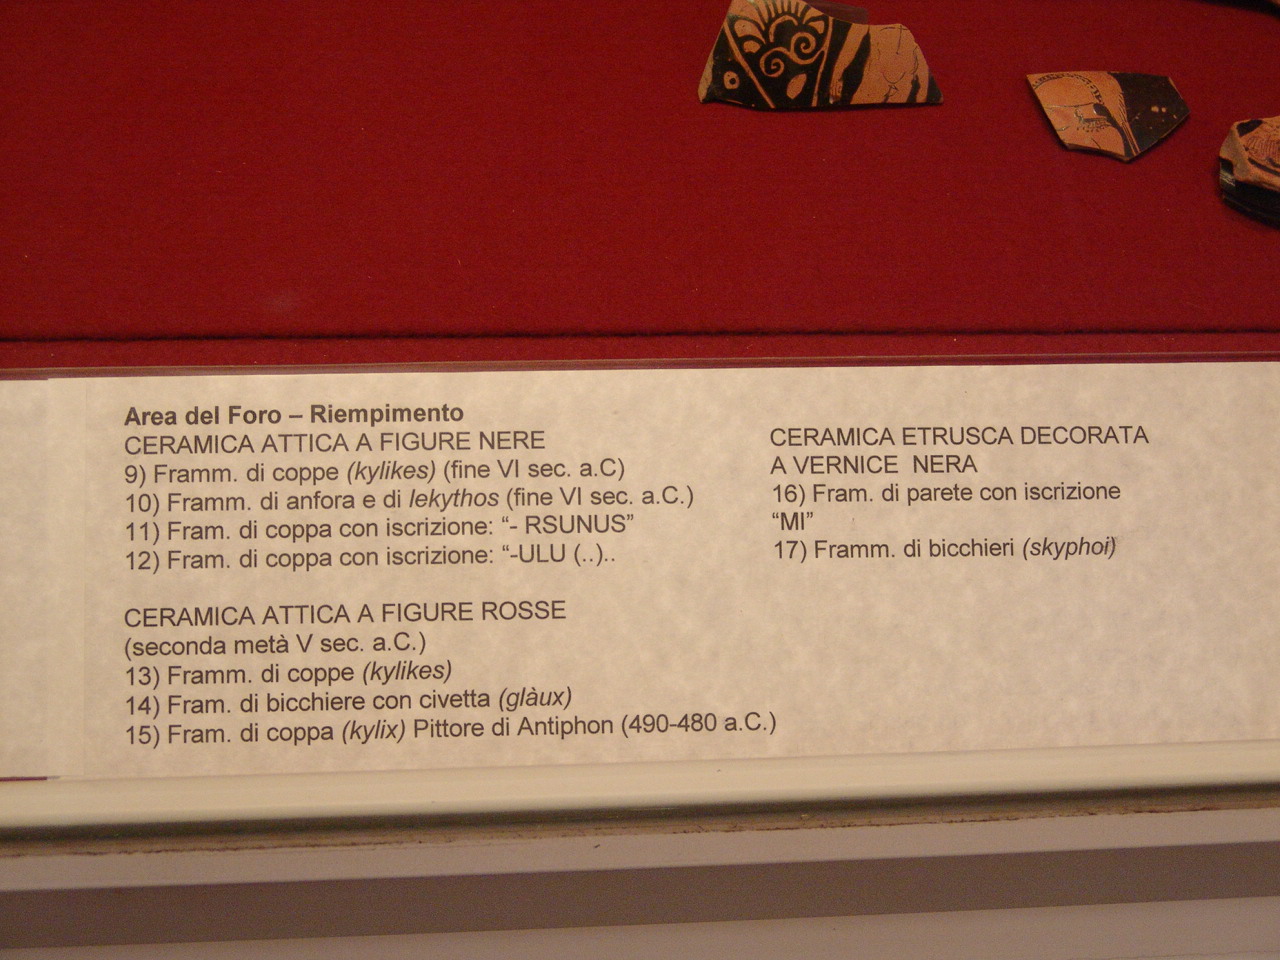 Area del Foro – Riempimento
CERAMICA ATTICA A FIGURE NERE
9) Framm. di coppe (kylikes) (fine VI sec. a.C)
10) Framm. di anfora e di lekythos (fine VI sec. a.C.)
11) Fram. di coppa con iscrizione: “- RSUNUS”
12) Fram. di coppa con iscrizione: “-ULU (..)..
CERAMICA ATTICA A FIGURE ROSSE
(seconda metà V sec. a.C.)
13) Framm. di coppe (kylikes)
14) Fram. di bicchiere con civetta (glàux)
15) Fram. di coppa (kylix) Pittore di Antiphon (490-480 a.C.)
CERAMICA ETRUSCA DECORATA
A VERNICE NERA
16) Fram. di parete con iscrizione
“MI”
17) Framm. di bicchieri (skyphoi)